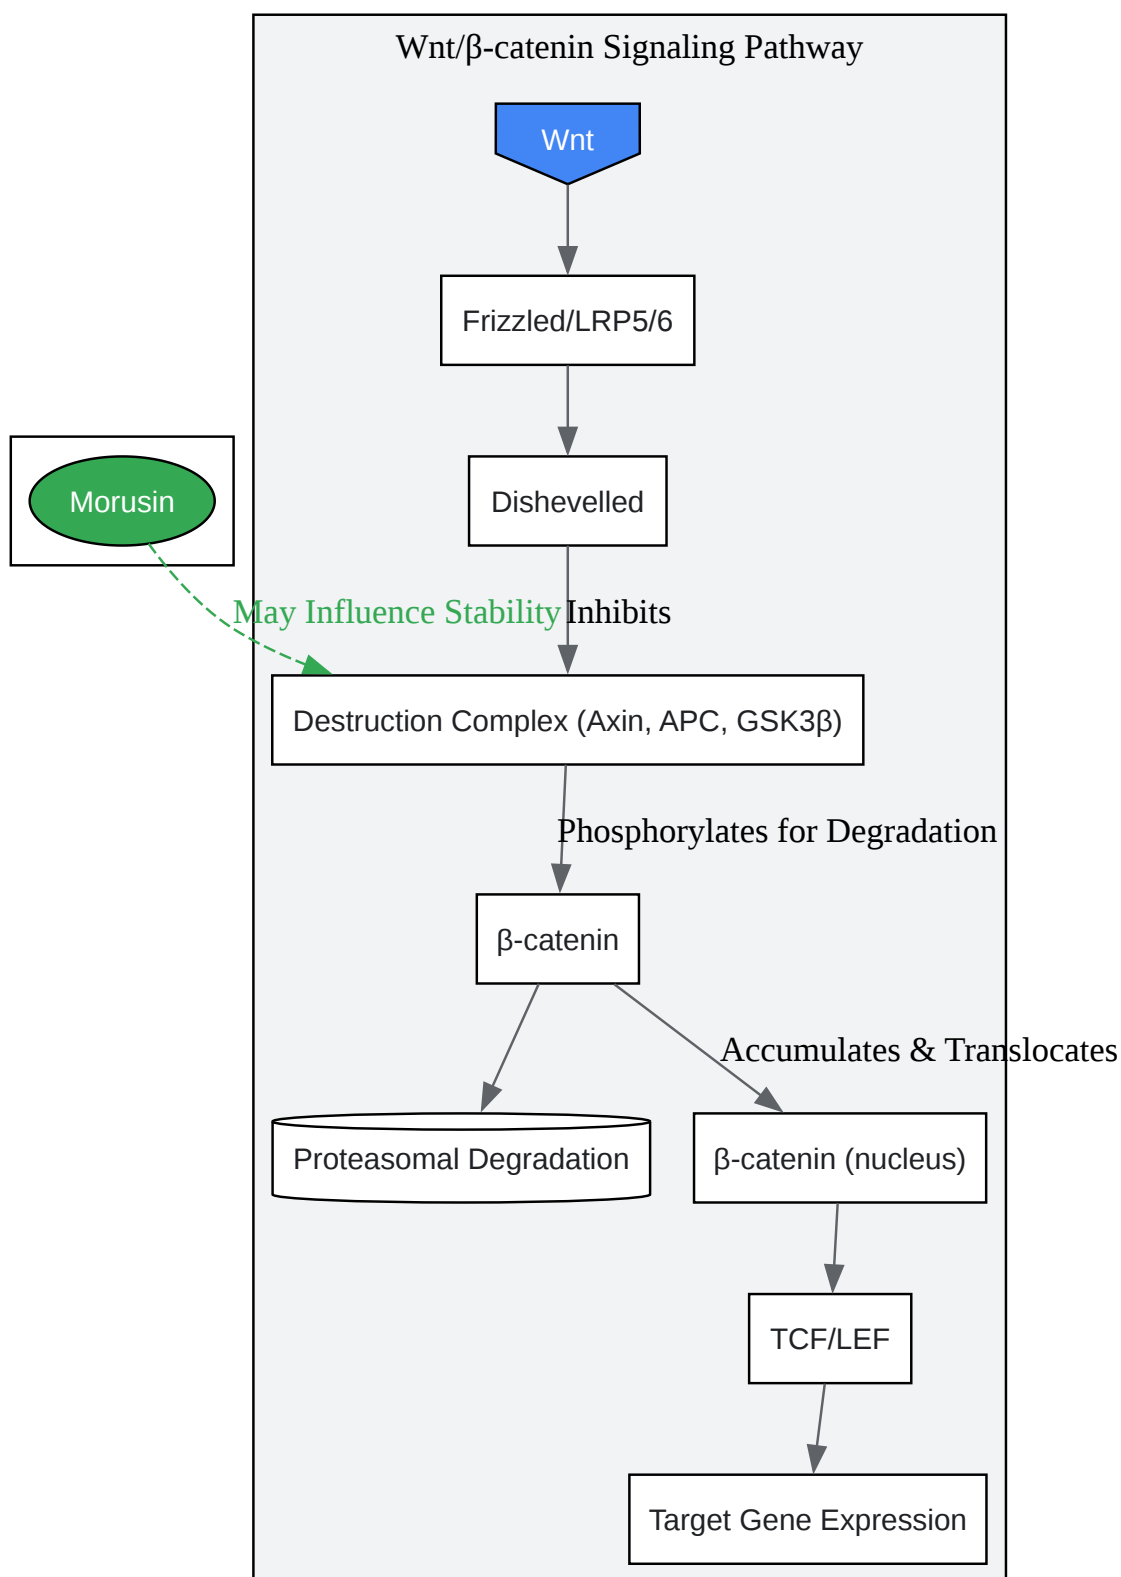 Wnt/β-catenin Signaling Pathway
Wnt
Frizzled/LRP5/6
Morusin
Dishevelled
May Influence Stability
Inhibits
Destruction Complex (Axin, APC, GSK3β)
Phosphorylates for Degradation
β-catenin
Accumulates & Translocates
Proteasomal Degradation
β-catenin (nucleus)
TCF/LEF
Target Gene Expression